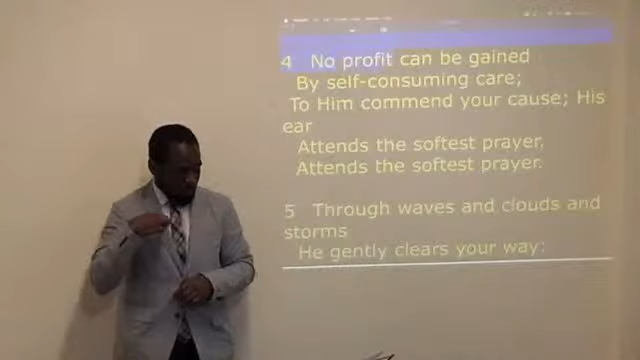 4 No profit can be gained
By self-consuming care;
To Him commend your cause; His
ear
Attends the softest prayer,
Attends the softest prayer.
5 Through waves and clouds and
storms
He gently clears your way: